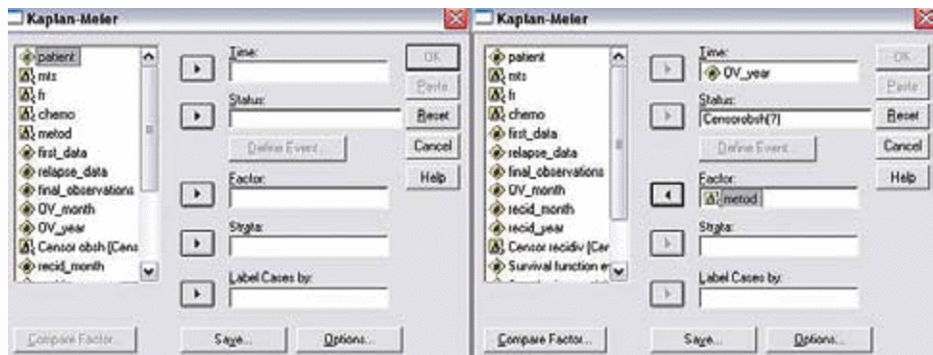 Kaplan-Meier
patient
mts
fr
chemo
metod
first_data
relapse_data
final_observations
OV_month
OV_year
Censor obsh [Cens
recid_month
Time:
Status:
Define Event...
Factor:
Strata:
Label Cases by:
OK
Paste
Reset
Cancel
Help
Compare Factor...
Save...
Options...
Kaplan-Meier
patient
mts
fr
chemo
metod
first_data
relapse_data
final_observations
OV_month
recid_month
recid_year
Censor recidiv [Cer
Survival function e
Time:
OV_year
Status:
Censorobsh(?)
Define Event...
Factor:
metod
Strata:
Label Cases by:
OK
Paste
Reset
Cancel
Help
Compare Factor...
Save...
Options...